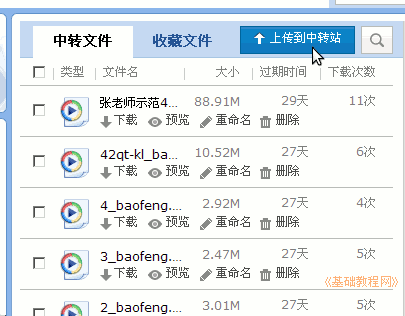 中转文件 收藏文件 上传到中转站
类型 文件名 大小 过期时间 下载次数
张老师示范4... 88.91M 29天 11次
下载 预览 重命名 删除
42qt-kl_ba... 10.52M 27天 6次
下载 预览 重命名 删除
4_baofeng.... 2.92M 27天 4次
下载 预览 重命名 删除
3_baofeng.... 2.47M 27天 5次
下载 预览 重命名 删除
《基础教程网》
2_baofeng.... 3.01M 27天 5次